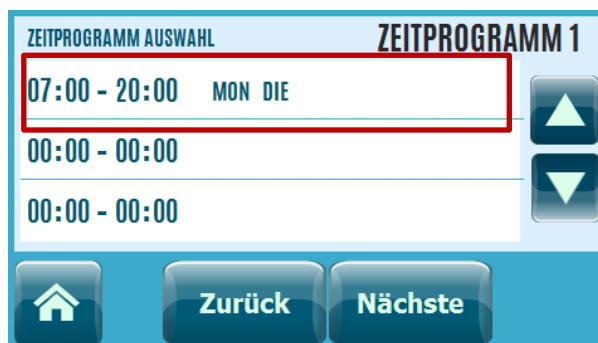 ZEITPROGRAMM AUSWAHL ZEITPROGRAMM 1
07:00 - 20:00 MON DIE
00:00 - 00:00
00:00 - 00:00
Zurück Nächste